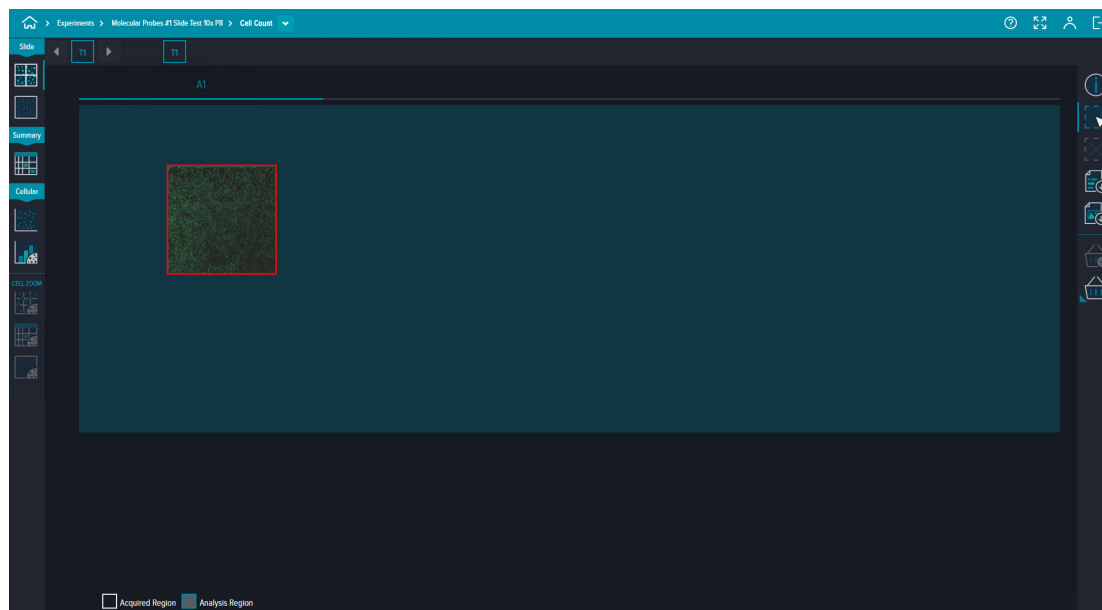 Experiments > Molecular Probes #1 Slide Test 10x P8 > Cell Count
Slide
T1 T1
A1
Summary
Cellular
CELL ZOOM
Acquired Region Analysis Region